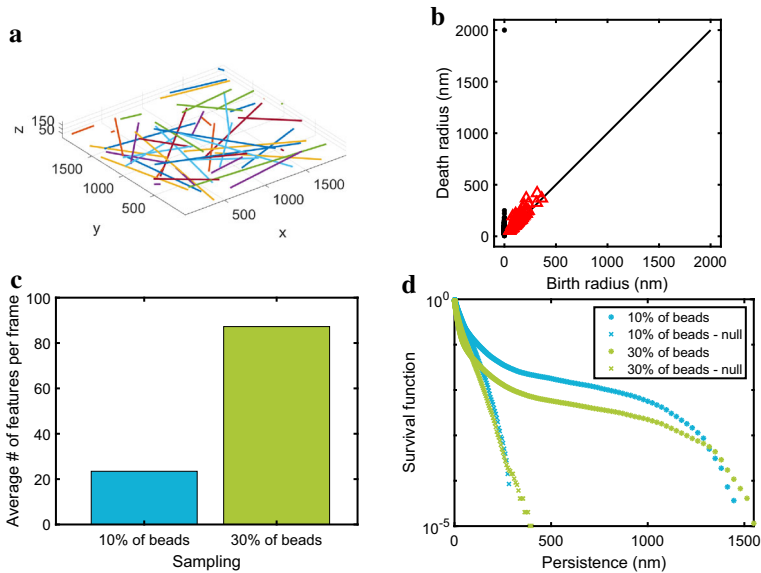 a
150
50
z
1500
1000
500
y
500
1000
1500
x
b
2000
1500
1000
500
0
Death radius (nm)
0
500
1000
1500
2000
Birth radius (nm)
c
100
80
60
40
20
0
Average # of features per frame
10% of beads
30% of beads
Sampling
d
10^0
10^-5
Survival function
10% of beads
10% of beads - null
30% of beads
30% of beads - null
0
500
1000
1500
Persistence (nm)